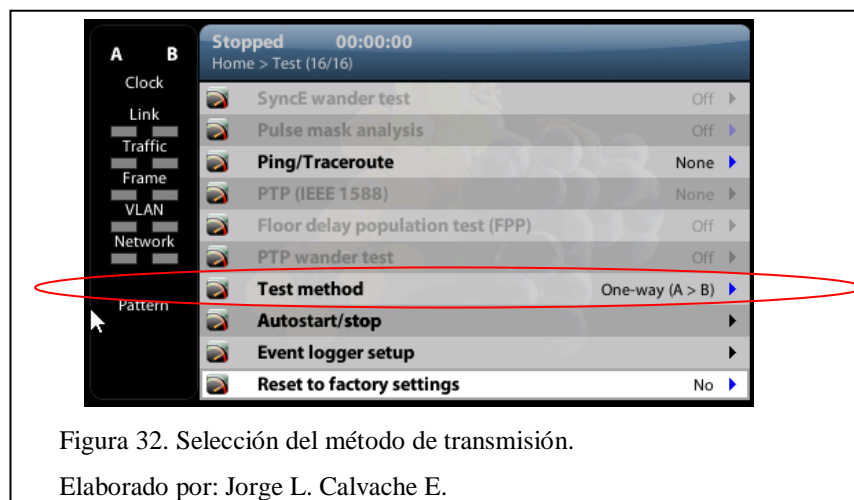 A B
Clock
Link
Traffic
Frame
VLAN
Network
Pattern
Stopped 00:00:00
Home > Test (16/16)
SyncE wander test Off
Pulse mask analysis Off
Ping/Traceroute None
PTP (IEEE 1588) None
Floor delay population test (FPP) Off
PTP wander test Off
Test method One-way (A > B)
Autostart/stop
Event logger setup
Reset to factory settings No
Figura 32. Selección del método de transmisión.
Elaborado por: Jorge L. Calvache E.